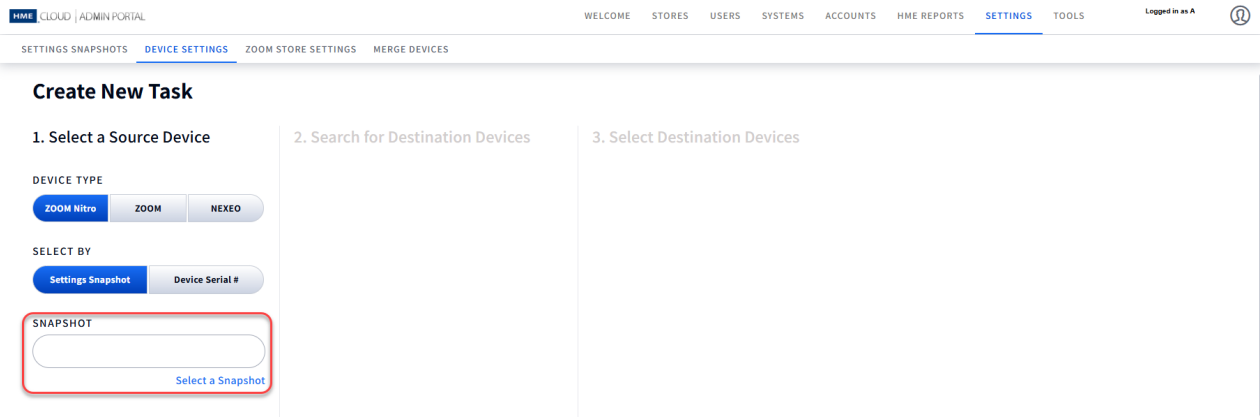 HME CLOUD | ADMIN PORTAL
WELCOME STORES USERS SYSTEMS ACCOUNTS HME REPORTS SETTINGS TOOLS Logged in as A
SETTINGS SNAPSHOTS DEVICE SETTINGS ZOOM STORE SETTINGS MERGE DEVICES
Create New Task
1. Select a Source Device
2. Search for Destination Devices
3. Select Destination Devices
DEVICE TYPE
ZOOM Nitro ZOOM NEXEO
SELECT BY
Settings Snapshot Device Serial #
SNAPSHOT
Select a Snapshot